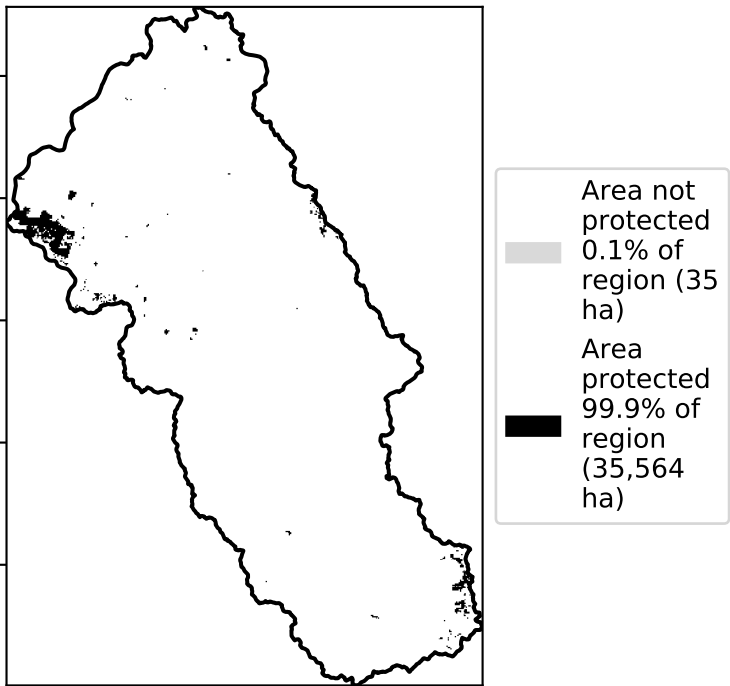 Area not
protected
0.1% of
region (35
ha)
Area
protected
99.9% of
region
(35,564
ha)